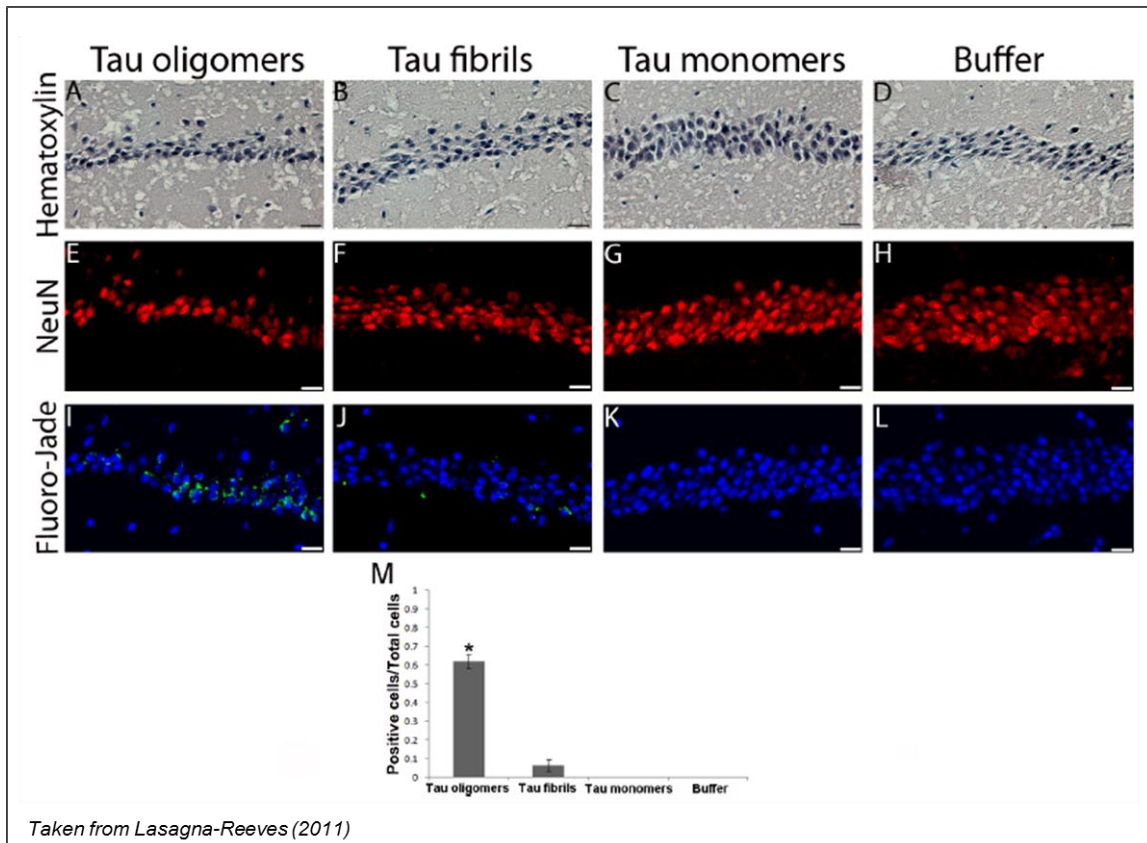 Tau oligomers Tau fibrils Tau monomers Buffer
Hematoxylin
A B C D
NeuN
E F G H
Fluoro-Jade
I J K L
M
Positive cells/Total cells
1
0.9
0.8
0.7
0.6
0.5
0.4
0.3
0.2
0.1
0
*
Tau oligomers Tau fibrils Tau monomers Buffer
Taken from Lasagna-Reeves (2011)